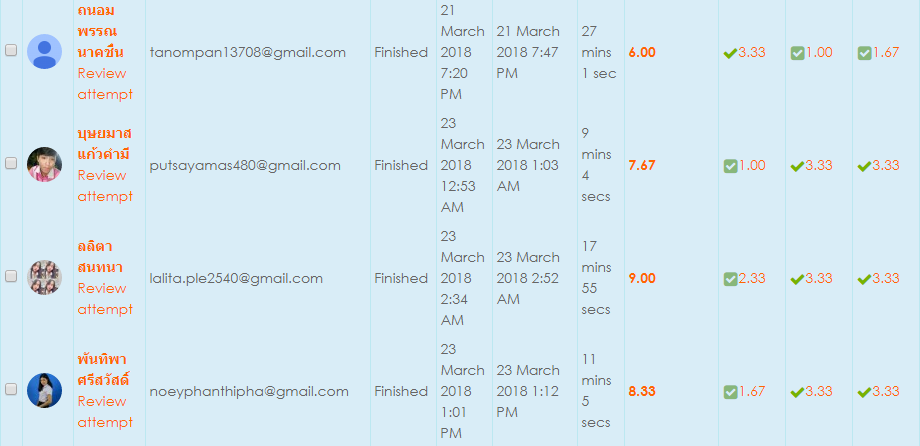 ถนอม
พรรณ
นาคชื่น
Review
attempt
tanompan13708@gmail.com
Finished
21
March
2018
7:20
PM
21 March
2018 7:47
PM
27
mins
1 sec
6.00
3.33
1.00
1.67
บุษยมาส
แก้วคำมี
Review
attempt
putsayamas480@gmail.com
Finished
23
March
2018
12:53
AM
23 March
2018 1:03
AM
9
mins
4
secs
7.67
1.00
3.33
3.33
ลลิตา
สนทนา
Review
attempt
lalita.ple2540@gmail.com
Finished
23
March
2018
2:34
AM
23 March
2018 2:52
AM
17
mins
55
secs
9.00
2.33
3.33
3.33
พันทิพา
ศรีสวัสดิ์
Review
attempt
noeyphanthipha@gmail.com
Finished
23
March
2018
1:01
PM
23 March
2018 1:12
PM
11
mins
5
secs
8.33
1.67
3.33
3.33